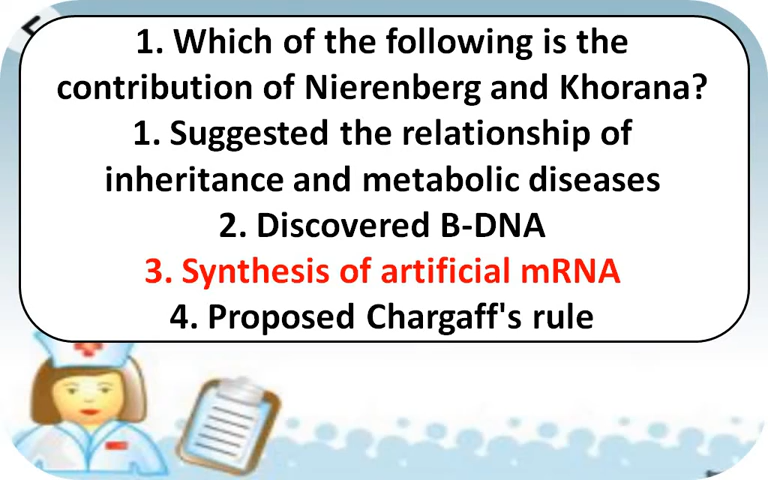 1. Which of the following is the
contribution of Nierenberg and Khorana?
1. Suggested the relationship of
inheritance and metabolic diseases
2. Discovered B-DNA
3. Synthesis of artificial mRNA
4. Proposed Chargaff's rule